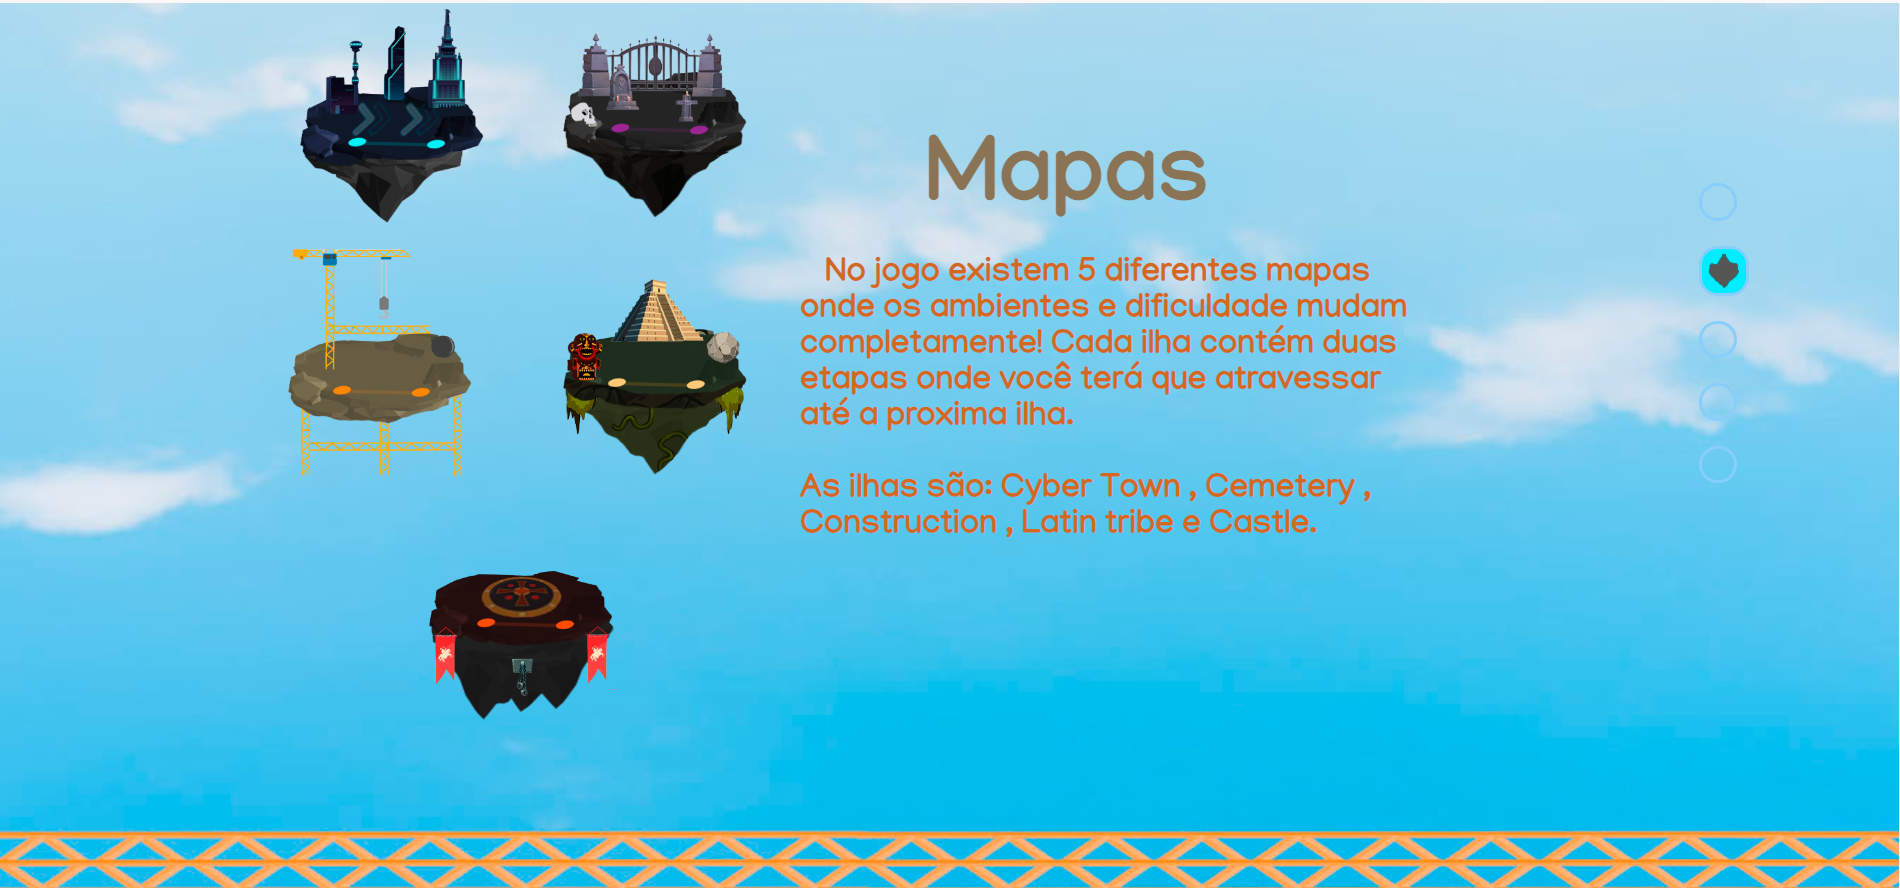 Mapas
No jogo existem 5 diferentes mapas
onde os ambientes e dificuldade mudam
completamente! Cada ilha contém duas
etapas onde você terá que atravessar
até a proxima ilha.
As ilhas são: Cyber Town , Cemetery ,
Construction , Latin tribe e Castle.